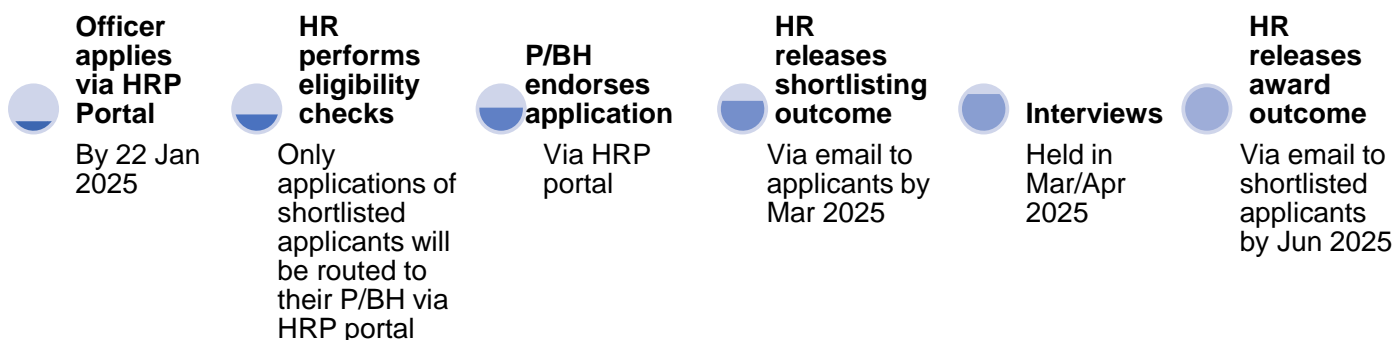 Officer
applies
via HRP
Portal
By 22 Jan
2025
HR
performs
eligibility
checks
Only
applications of
shortlisted
applicants will
be routed to
their P/BH via
HRP portal
P/BH
endorses
application
Via HRP
portal
HR
releases
shortlisting
outcome
Via email to
applicants by
Mar 2025
Interviews
Held in
Mar/Apr
2025
HR
releases
award
outcome
Via email to
shortlisted
applicants
by Jun 2025